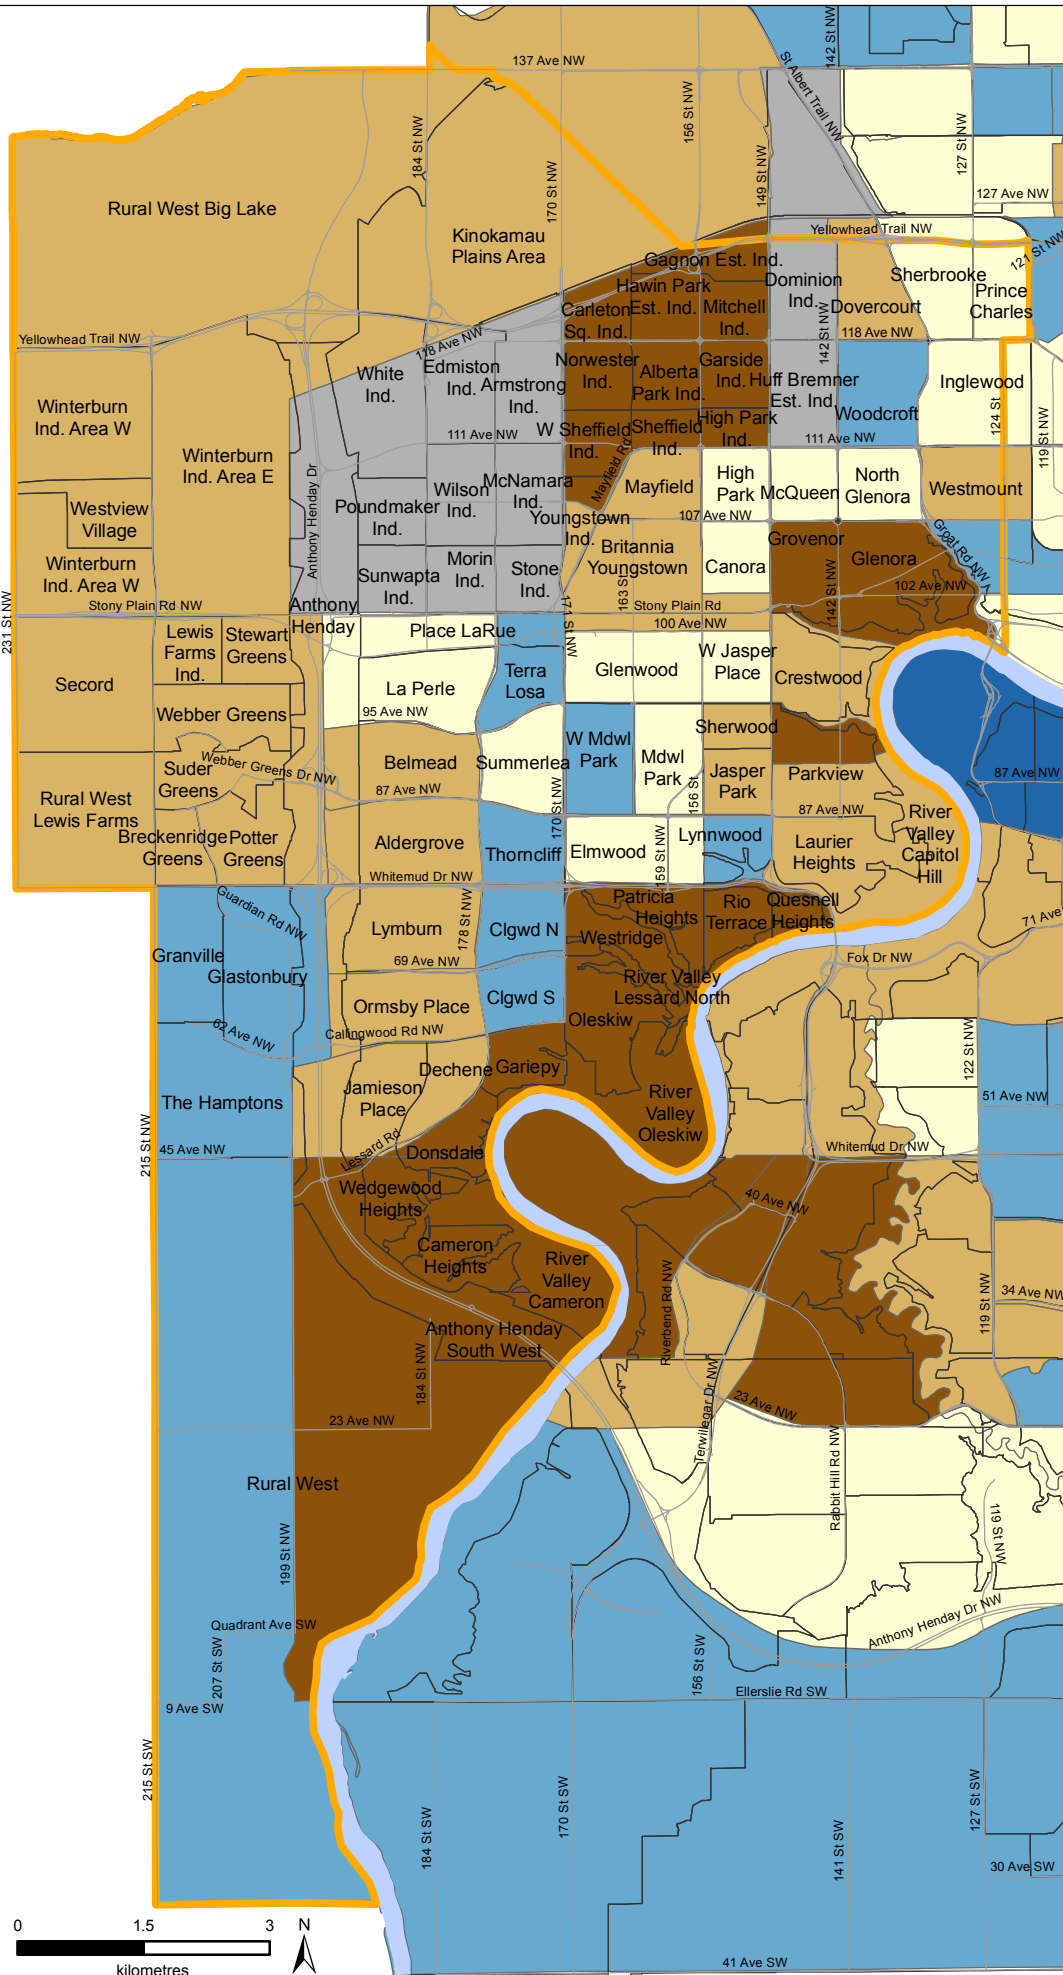 137 Ave NW
142 St NW
St Albert Trail NW
156 St NW
127 St NW
184 St NW
149 St NW
170 St NW
127 Ave NW
Rural West Big Lake
Kinokamau
Plains Area
Yellowhead Trail NW
121 St NW
Gagnon Est. Ind.
Hawin Park
Est. Ind.
Mitchell
Ind.
Carleton
Sq. Ind.
Dominion
Ind.
Dovercourt
Sherbrooke
Prince
Charles
142 St NW
118 Ave NW
Yellowhead Trail NW
118 Ave NW
White
Ind.
Edmiston
Ind.
Armstrong
Ind.
Norwester
Ind.
Alberta
Park Ind.
Garside
Ind.
Huff Bremner
Est. Ind.
Woodcroft
Inglewood
124 St
119 St NW
Winterburn
Ind. Area W
111 Ave NW
W Sheffield
Ind.
Sheffield
Ind.
High Park
Ind.
111 Ave NW
Mayfield Rd
Winterburn
Ind. Area E
Anthony Henday Dr
Westview
Village
Poundmaker
Ind.
Wilson
Ind.
McNamara
Ind.
Mayfield
High
Park
McQueen
North
Glenora
Westmount
107 Ave NW
Youngstown
Ind.
Britannia
Youngstown
Winterburn
Ind. Area W
Sunwapta
Ind.
Morin
Ind.
Stone
Ind.
163 St
Canora
Grovenor
Glenora
142 St NW
Groat Rd NW
102 Ave NW
Stony Plain Rd NW
Stony Plain Rd
231 St NW
Anthony
Henday
100 Ave NW
171 St NW
Lewis
Farms
Ind.
Stewart
Greens
Place LaRue
Secord
La Perle
Terra
Losa
Glenwood
W Jasper
Place
Crestwood
Webber Greens
95 Ave NW
Sherwood
Suder
Greens
Webber Greens Dr NW
Belmead
Summerlea
W Mdwl
Park
Mdwl
Park
156 St
Jasper
Park
Parkview
87 Ave NW
87 Ave NW
87 Ave NW
Rural West
Lewis Farms
170 St NW
River
Valley
Capitol
Hill
Breckenridge
Greens
Potter
Greens
Aldergrove
Thorncliff
Elmwood
159 St NW
Lynnwood
Laurier
Heights
Whitemud Dr NW
Guardian Rd NW
Patricia
Heights
Rio
Terrace
Quesnell
Heights
71 Ave
Granville
Glastonbury
Lymburn
178 St NW
Clgwd N
Westridge
69 Ave NW
Fox Dr NW
River Valley
Lessard North
Ormsby Place
Clgwd S
Oleskiw
62 Ave NW
Callingwood Rd NW
122 St NW
Dechene
Gariepy
The Hamptons
Jamieson
Place
River
Valley
Oleskiw
51 Ave NW
215 St NW
45 Ave NW
Lessard Rd
Donsdale
Whitemud Dr NW
Wedgewood
Heights
40 Ave NW
Cameron
Heights
River
Valley
Cameron
119 St NW
34 Ave NW
Riverbend Rd NW
Anthony Henday
South West
184 St NW
Terwillegar Dr NW
23 Ave NW
23 Ave NW
Rural West
Rabbit Hill Rd NW
119 St NW
199 St NW
Quadrant Ave SW
Anthony Henday Dr NW
207 St SW
156 St SW
9 Ave SW
Ellerslie Rd SW
215 St SW
184 St SW
170 St SW
141 St SW
127 St SW
30 Ave SW
41 Ave SW
0 1.5 3
N
kilometres